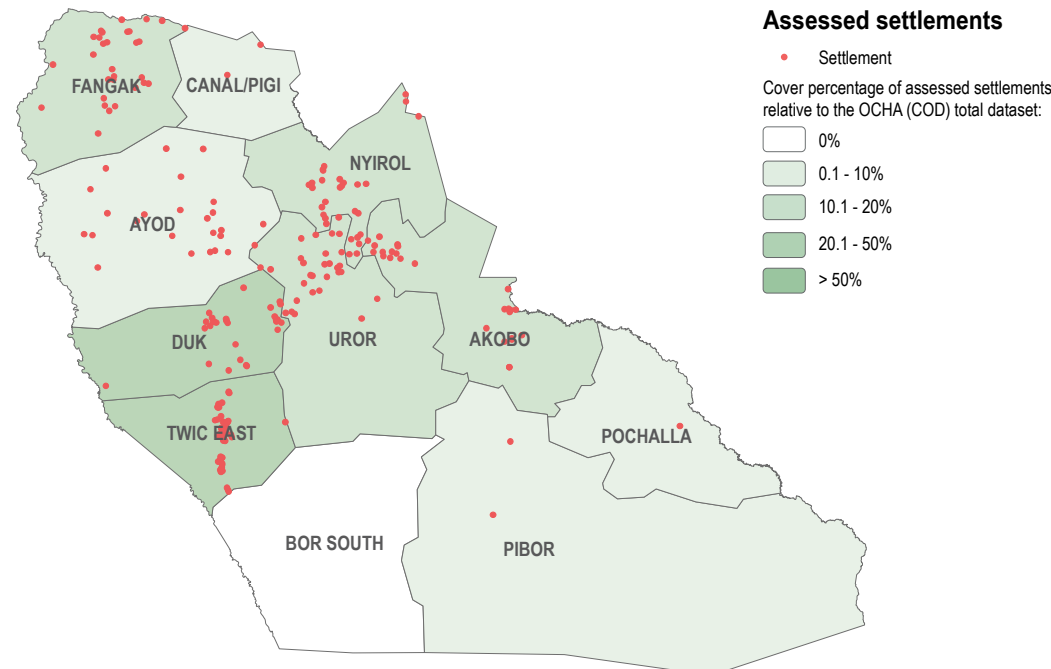 Assessed settlements
Settlement
Cover percentage of assessed settlements
relative to the OCHA (COD) total dataset:
0%
0.1 - 10%
10.1 - 20%
20.1 - 50%
> 50%
FANGAK
CANAL/PIGI
NYIROL
AYOD
DUK
UROR
AKOBO
TWIC EAST
POCHALLA
BOR SOUTH
PIBOR